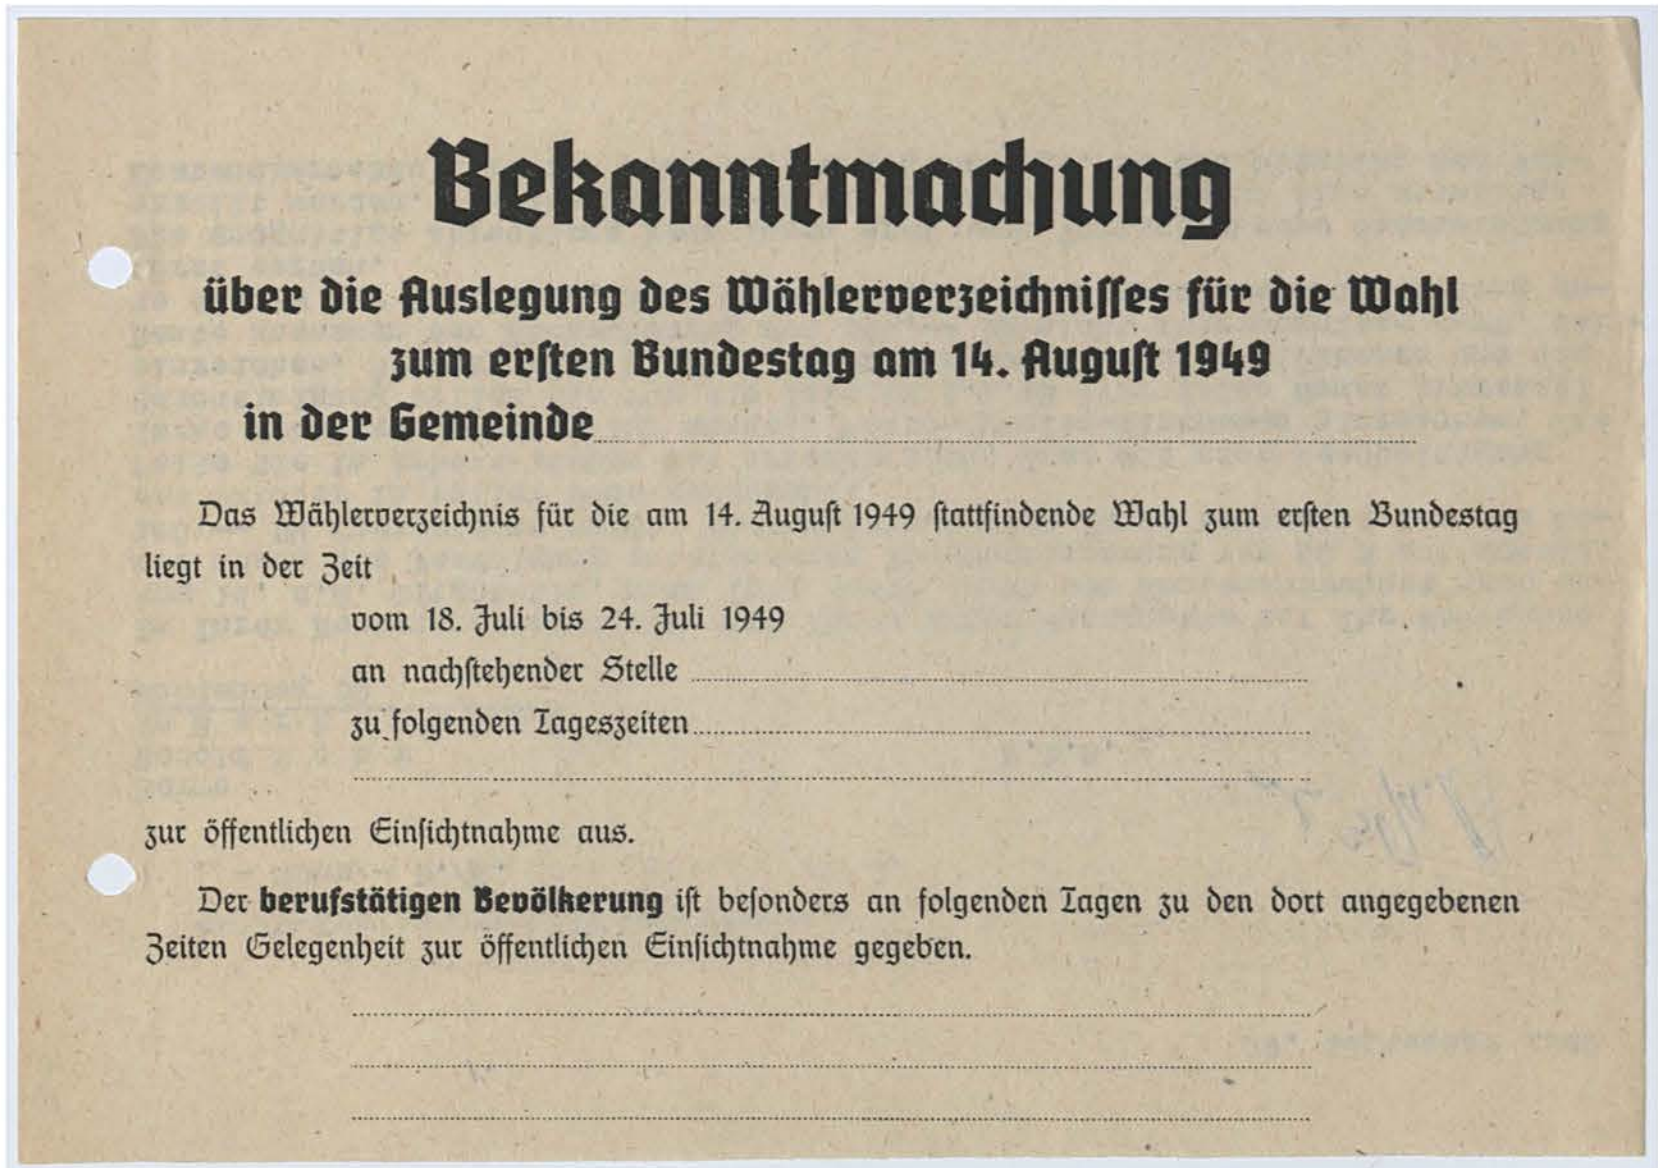 Bekanntmachung
über die Auslegung des Wählerverzeichnisses für die Wahl
zum ersten Bundestag am 14. August 1949
in der Gemeinde
Das Wählerverzeichnis für die am 14. August 1949 stattfindende Wahl zum ersten Bundestag
liegt in der Zeit
vom 18. Juli bis 24. Juli 1949
an nachstehender Stelle
zu folgenden Tageszeiten
zur öffentlichen Einsichtnahme aus.
Der berufstätigen Bevölkerung ist besonders an folgenden Tagen zu den dort angegebenen
Zeiten Gelegenheit zur öffentlichen Einsichtnahme gegeben.